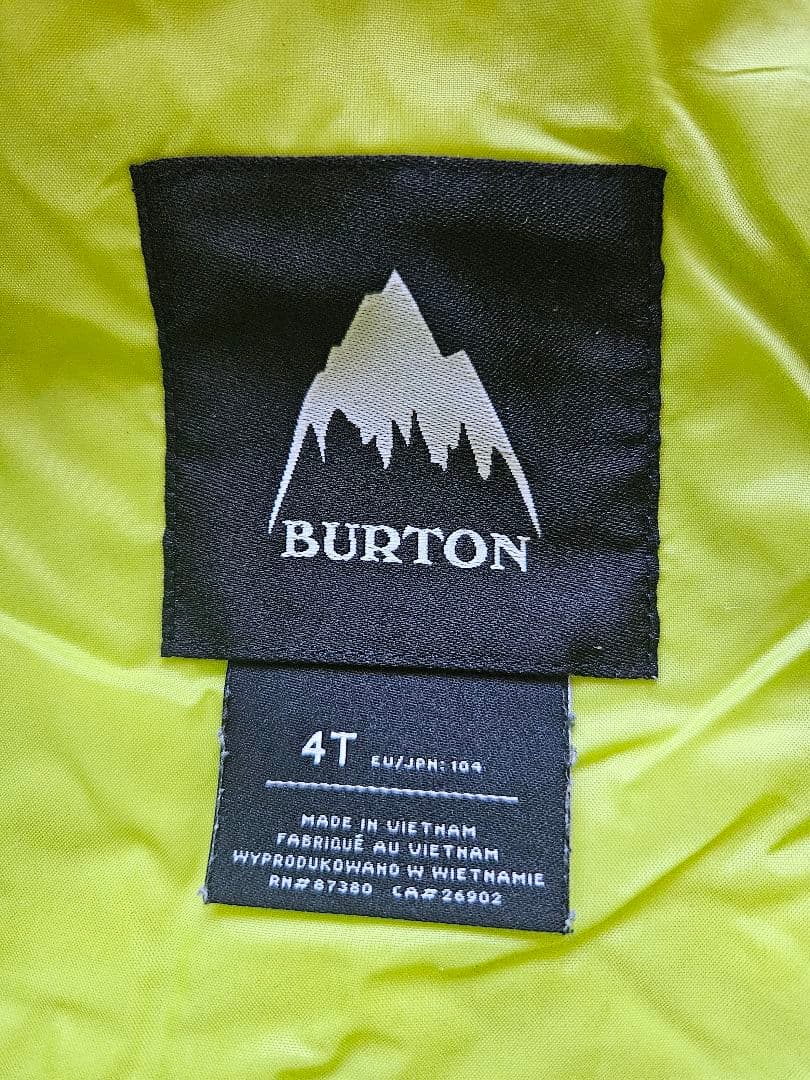 BURTON
4T EU/JPN: 104
MADE IN VIETNAM
FABRIQUÉ AU VIETNAM
WYPRODUKOWANO W WIETNAMIE
RN#87380 CA#26902